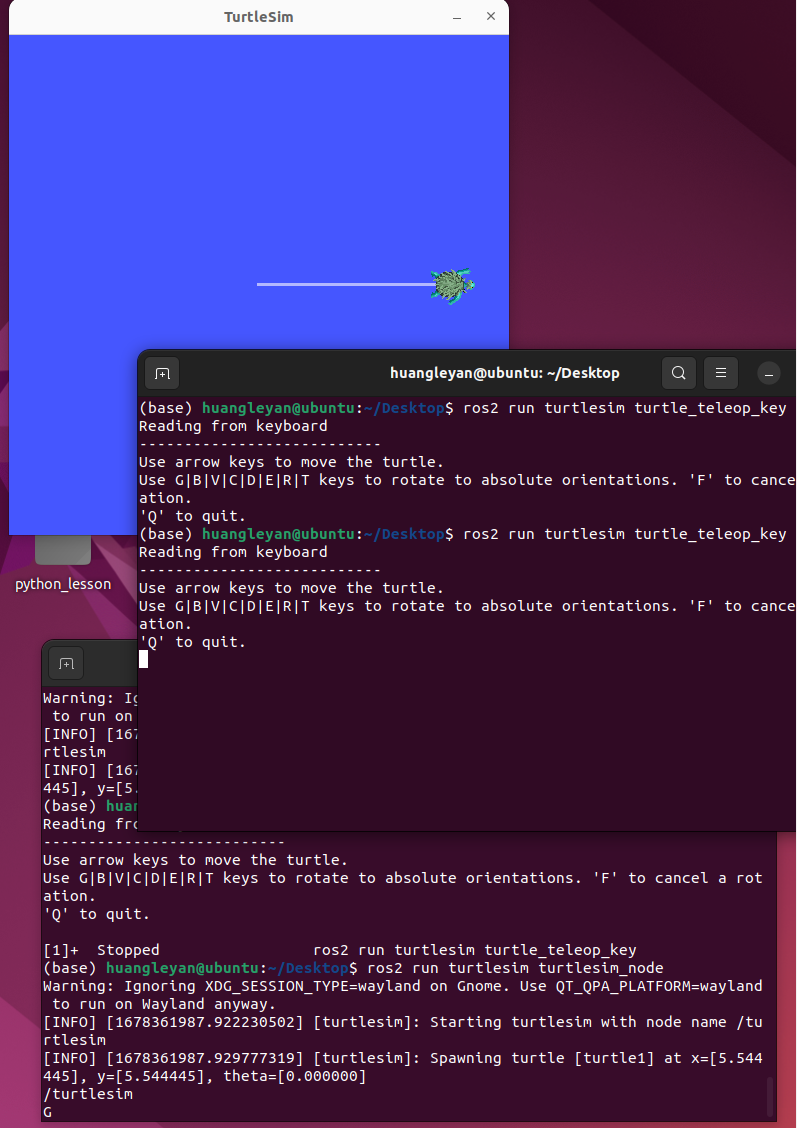 TurtleSim
huangleyan@ubuntu: ~/Desktop
(base) huangleyan@ubuntu:~/Desktop$ ros2 run turtlesim turtle_teleop_key
Reading from keyboard
---------------------------
Use arrow keys to move the turtle.
Use G|B|V|C|D|E|R|T keys to rotate to absolute orientations. 'F' to cance
ation.
'Q' to quit.
(base) huangleyan@ubuntu:~/Desktop$ ros2 run turtlesim turtle_teleop_key
Reading from keyboard
---------------------------
Use arrow keys to move the turtle.
Use G|B|V|C|D|E|R|T keys to rotate to absolute orientations. 'F' to cance
ation.
'Q' to quit.
python_lesson
Warning: Ig
to run on
[INFO] [167
rtlesim
[INFO] [167
445], y=[5.
(base) huan
Reading fro
---------------------------
Use arrow keys to move the turtle.
Use G|B|V|C|D|E|R|T keys to rotate to absolute orientations. 'F' to cancel a rot
ation.
'Q' to quit.
[1]+  Stopped                 ros2 run turtlesim turtle_teleop_key
(base) huangleyan@ubuntu:~/Desktop$ ros2 run turtlesim turtlesim_node
Warning: Ignoring XDG_SESSION_TYPE=wayland on Gnome. Use QT_QPA_PLATFORM=wayland
to run on Wayland anyway.
[INFO] [1678361987.922230502] [turtlesim]: Starting turtlesim with node name /tu
rtlesim
[INFO] [1678361987.929777319] [turtlesim]: Spawning turtle [turtle1] at x=[5.544
445], y=[5.544445], theta=[0.000000]
/turtlesim
G